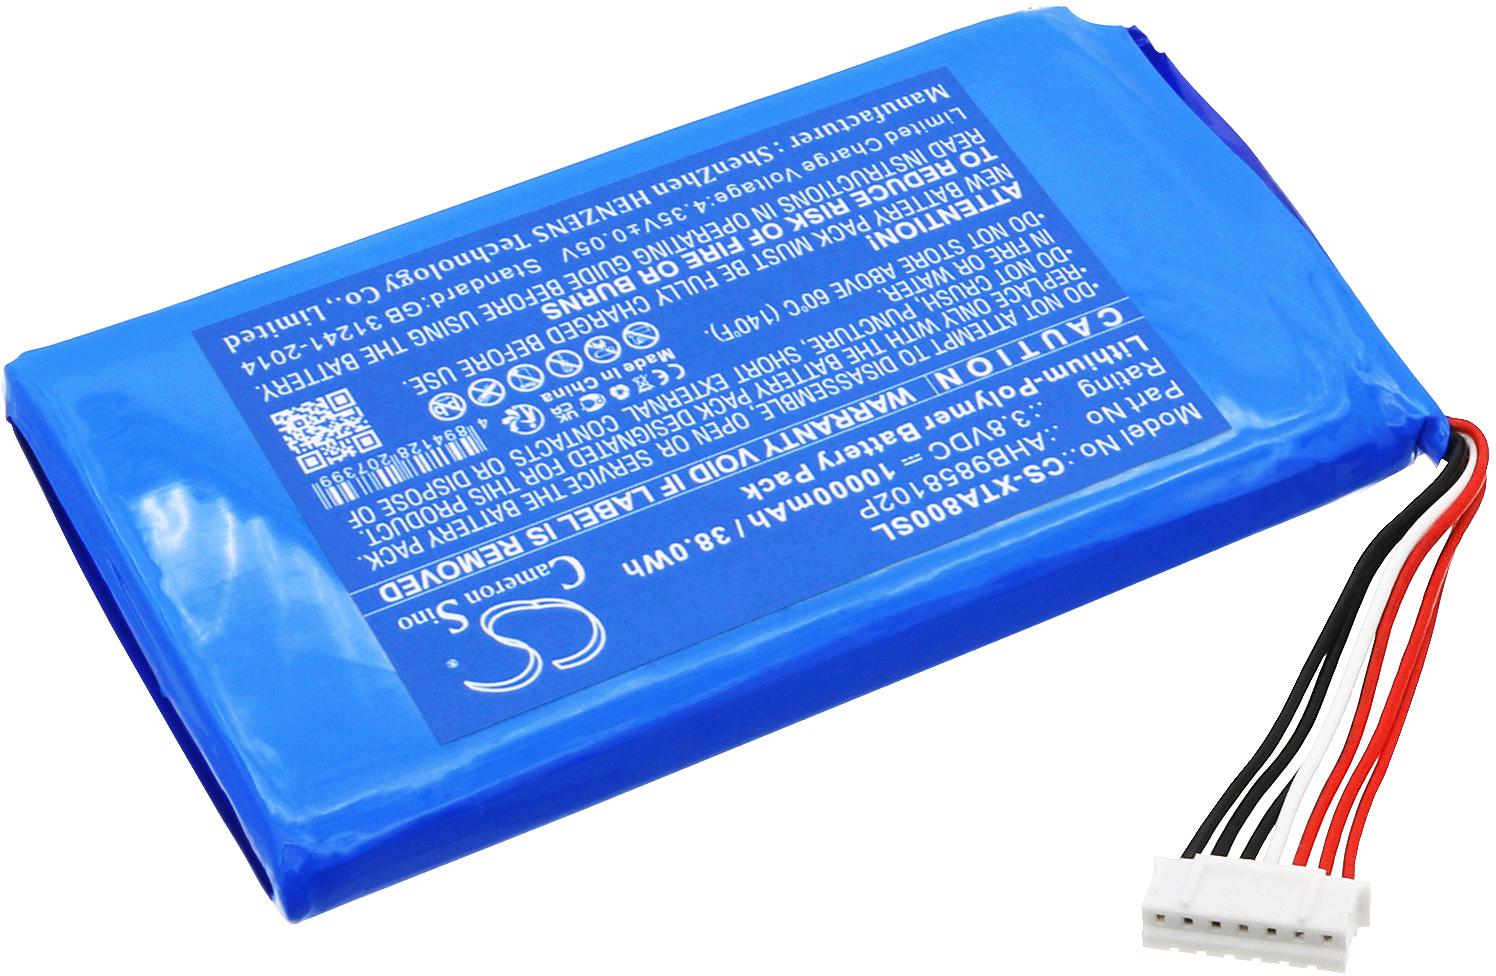 Cameron Sino
CS
®
Model No.: CS-XTA800SL
Part No.: AHB9858102P
Rating : 3.8VDC ⎓ 10000mAh / 38.0Wh
Lithium-Polymer Battery Pack
CAUTION WARRANTY VOID IF LABEL IS REMOVED
*DO NOT ATTEMPT TO DISASSEMBLE, OPEN OR SERVICE THE BATTERY PACK.
*REPLACE ONLY WITH THE BATTERY PACK DESIGNATED FOR THIS PRODUCT.
*DO NOT CRUSH, PUNCTURE, SHORT EXTERNAL CONTACTS OR DISPOSE OF
IN FIRE OR WATER.
*DO NOT STORE ABOVE 60°C (140°F).
ATTENTION!
NEW BATTERY PACK MUST BE FULLY CHARGED BEFORE USE.
TO REDUCE RISK OF FIRE OR BURNS
READ INSTRUCTIONS IN OPERATING GUIDE BEFORE USING THE BATTERY.
Limited Charge Voltage:4.35V±0.05V Standard:GB 31241-2014
Manufacturer : ShenZhen HENZENS Technology Co., Limited
Made in China
4 894128 207399